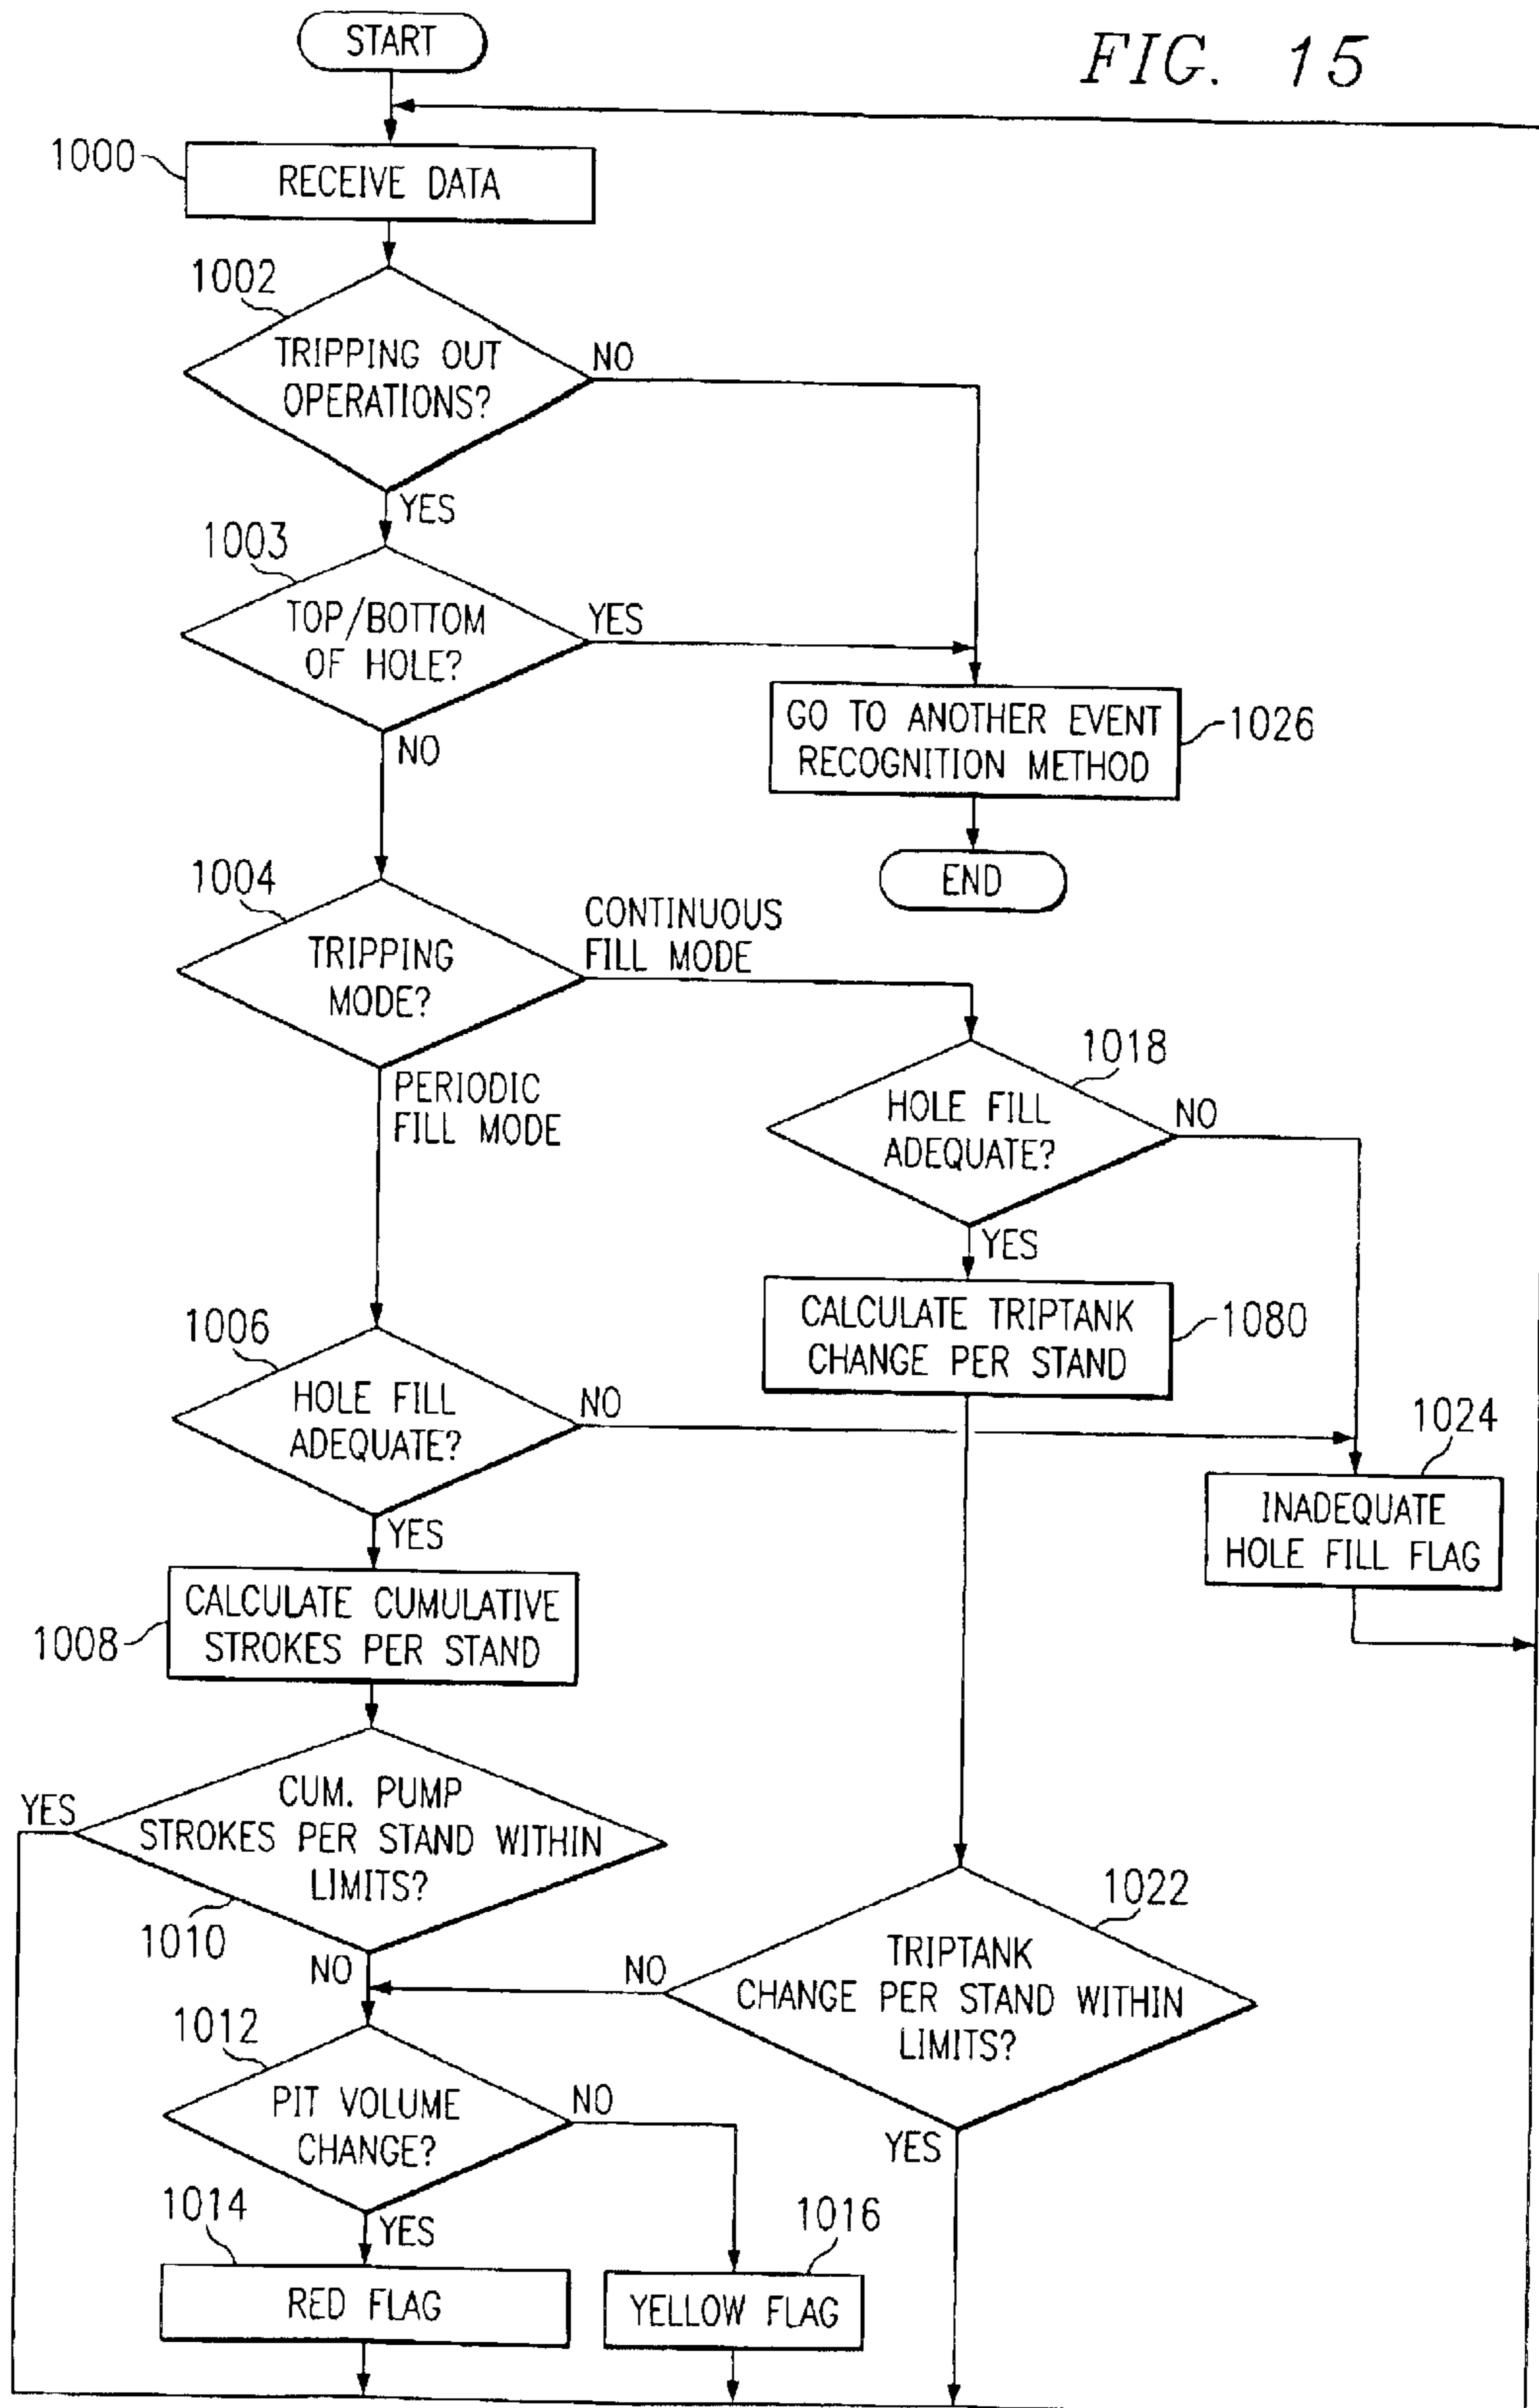 START
FIG. 15
1000
RECEIVE DATA
1002
TRIPPING OUT
OPERATIONS?
NO
YES
1003
TOP/BOTTOM
OF HOLE?
YES
NO
GO TO ANOTHER EVENT
RECOGNITION METHOD
1026
END
1004
TRIPPING
MODE?
CONTINUOUS
FILL MODE
PERIODIC
FILL MODE
1018
HOLE FILL
ADEQUATE?
NO
YES
CALCULATE TRIPTANK
CHANGE PER STAND
1080
1006
HOLE FILL
ADEQUATE?
NO
YES
1024
INADEQUATE
HOLE FILL FLAG
CALCULATE CUMULATIVE
STROKES PER STAND
1008
YES
CUM. PUMP
STROKES PER STAND WITHIN
LIMITS?
1010
NO
1022
TRIPTANK
CHANGE PER STAND WITHIN
LIMITS?
NO
YES
1012
PIT VOLUME
CHANGE?
NO
YES
1014
RED FLAG
1016
YELLOW FLAG